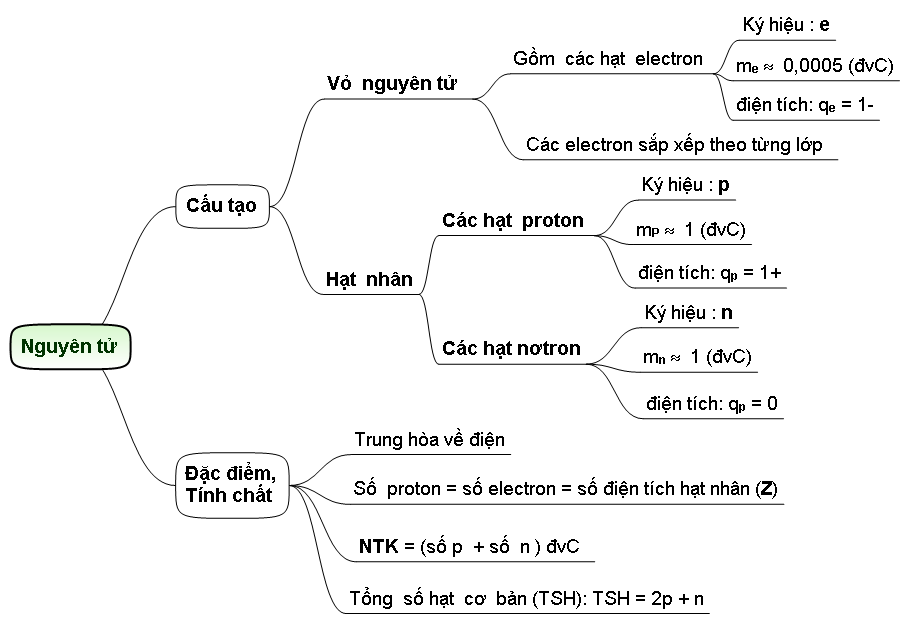 Nguyên tử
Cấu tạo
Vỏ nguyên tử
Gồm các hạt electron
Ký hiệu : e
me ≈ 0,0005 (đvC)
điện tích: qe = 1-
Các electron sắp xếp theo từng lớp
Hạt nhân
Các hạt proton
Ký hiệu : p
mP ≈ 1 (đvC)
điện tích: qp = 1+
Các hạt nơtron
Ký hiệu : n
mn ≈ 1 (đvC)
điện tích: qp = 0
Đặc điểm,
Tính chất
Trung hòa về điện
Số proton = số electron = số điện tích hạt nhân (Z)
NTK = (số p + số n ) đvC
Tổng số hạt cơ bản (TSH): TSH = 2p + n